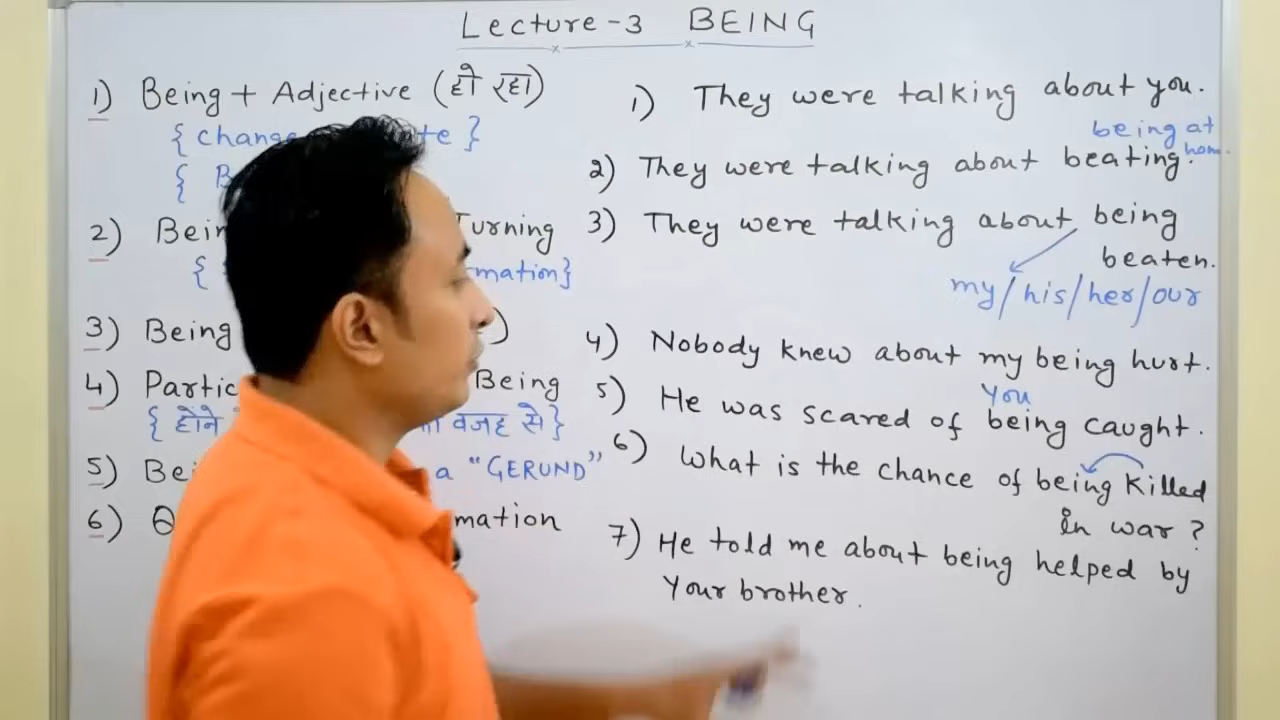 Lecture-3 BEING
1) Being + Adjective (हो रहा)
{ chang te }
{ B
2) Bein Turning
{ mation}
3) Being )
4) Partic Being
{ होने वजह से }
5) Be a "GERUND"
6) Q mation
1) They were talking about you.
being at
hom.
2) They were talking about beating.
3) They were talking about being
beaten.
my/his/her/our
4) Nobody knew about my being hurt.
you
5) He was scared of being caught.
6) What is the chance of being killed
in war?
7) He told me about being helped by
your brother.